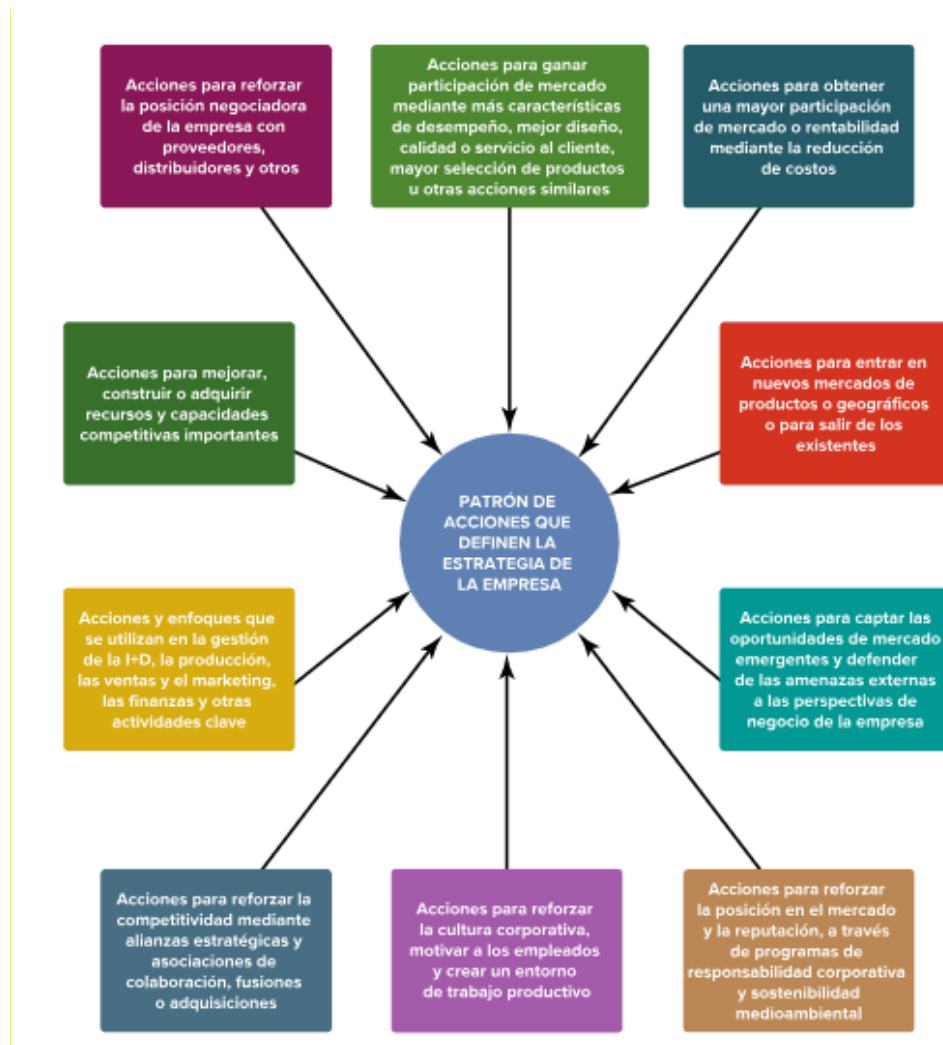 Acciones para reforzar
la posición negociadora
de la empresa con
proveedores,
distribuidores y otros
Acciones para ganar
participación de mercado
mediante más características
de desempeño, mejor diseño,
calidad o servicio al cliente,
mayor selección de productos
u otras acciones similares
Acciones para obtener
una mayor participación
de mercado o rentabilidad
mediante la reducción
de costos
Acciones para mejorar,
construir o adquirir
recursos y capacidades
competitivas importantes
Acciones para entrar en
nuevos mercados de
productos o geográficos
o para salir de los
existentes
PATRÓN DE
ACCIONES QUE
DEFINEN LA
ESTRATEGIA DE
LA EMPRESA
Acciones y enfoques que
se utilizan en la gestión
de la I+D, la producción,
las ventas y el marketing,
las finanzas y otras
actividades clave
Acciones para captar las
oportunidades de mercado
emergentes y defender
de las amenazas externas
a las perspectivas de
negocio de la empresa
Acciones para reforzar la
competitividad mediante
alianzas estratégicas y
asociaciones de
colaboración, fusiones
o adquisiciones
Acciones para reforzar
la cultura corporativa,
motivar a los empleados
y crear un entorno
de trabajo productivo
Acciones para reforzar
la posición en el mercado
y la reputación, a través
de programas de
responsabilidad corporativa
y sostenibilidad
medioambiental